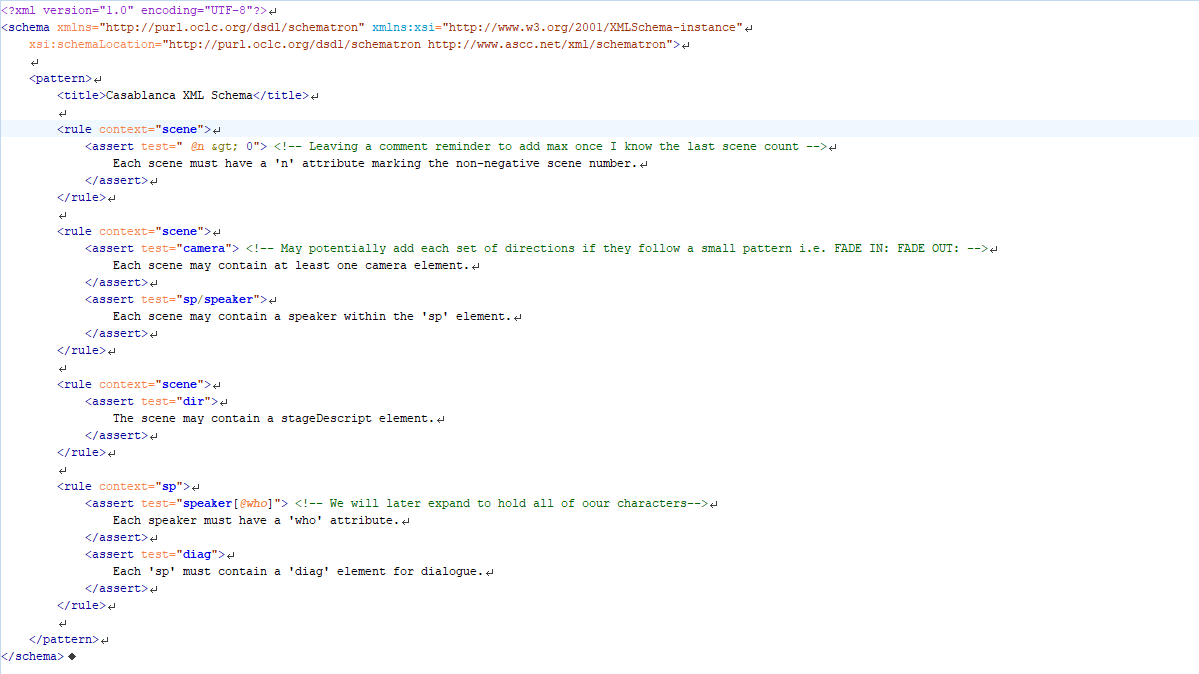 <?xml version="1.0" encoding="UTF-8"?>
<schema xmlns="http://purl.oclc.org/dsdl/schematron" xmlns:xsi="http://www.w3.org/2001/XMLSchema-instance"
    xsi:schemaLocation="http://purl.oclc.org/dsdl/schematron http://www.ascc.net/xml/schematron">

    <pattern>
        <title>Casablanca XML Schema</title>

        <rule context="scene">
            <assert test=" @n &gt; 0"> <!-- Leaving a comment reminder to add max once I know the last scene count -->
                Each scene must have a 'n' attribute marking the non-negative scene number.
            </assert>
        </rule>

        <rule context="scene">
            <assert test="camera"> <!-- May potentially add each set of directions if they follow a small pattern i.e. FADE IN: FADE OUT: -->
                Each scene may contain at least one camera element.
            </assert>
            <assert test="sp/speaker">
                Each scene may contain a speaker within the 'sp' element.
            </assert>
        </rule>

        <rule context="scene">
            <assert test="dir">
                The scene may contain a stageDescript element.
            </assert>
        </rule>

        <rule context="sp">
            <assert test="speaker[@who]"> <!-- We will later expand to hold all of oour characters-->
                Each speaker must have a 'who' attribute.
            </assert>
            <assert test="diag">
                Each 'sp' must contain a 'diag' element for dialogue.
            </assert>
        </rule>

    </pattern>
</schema>